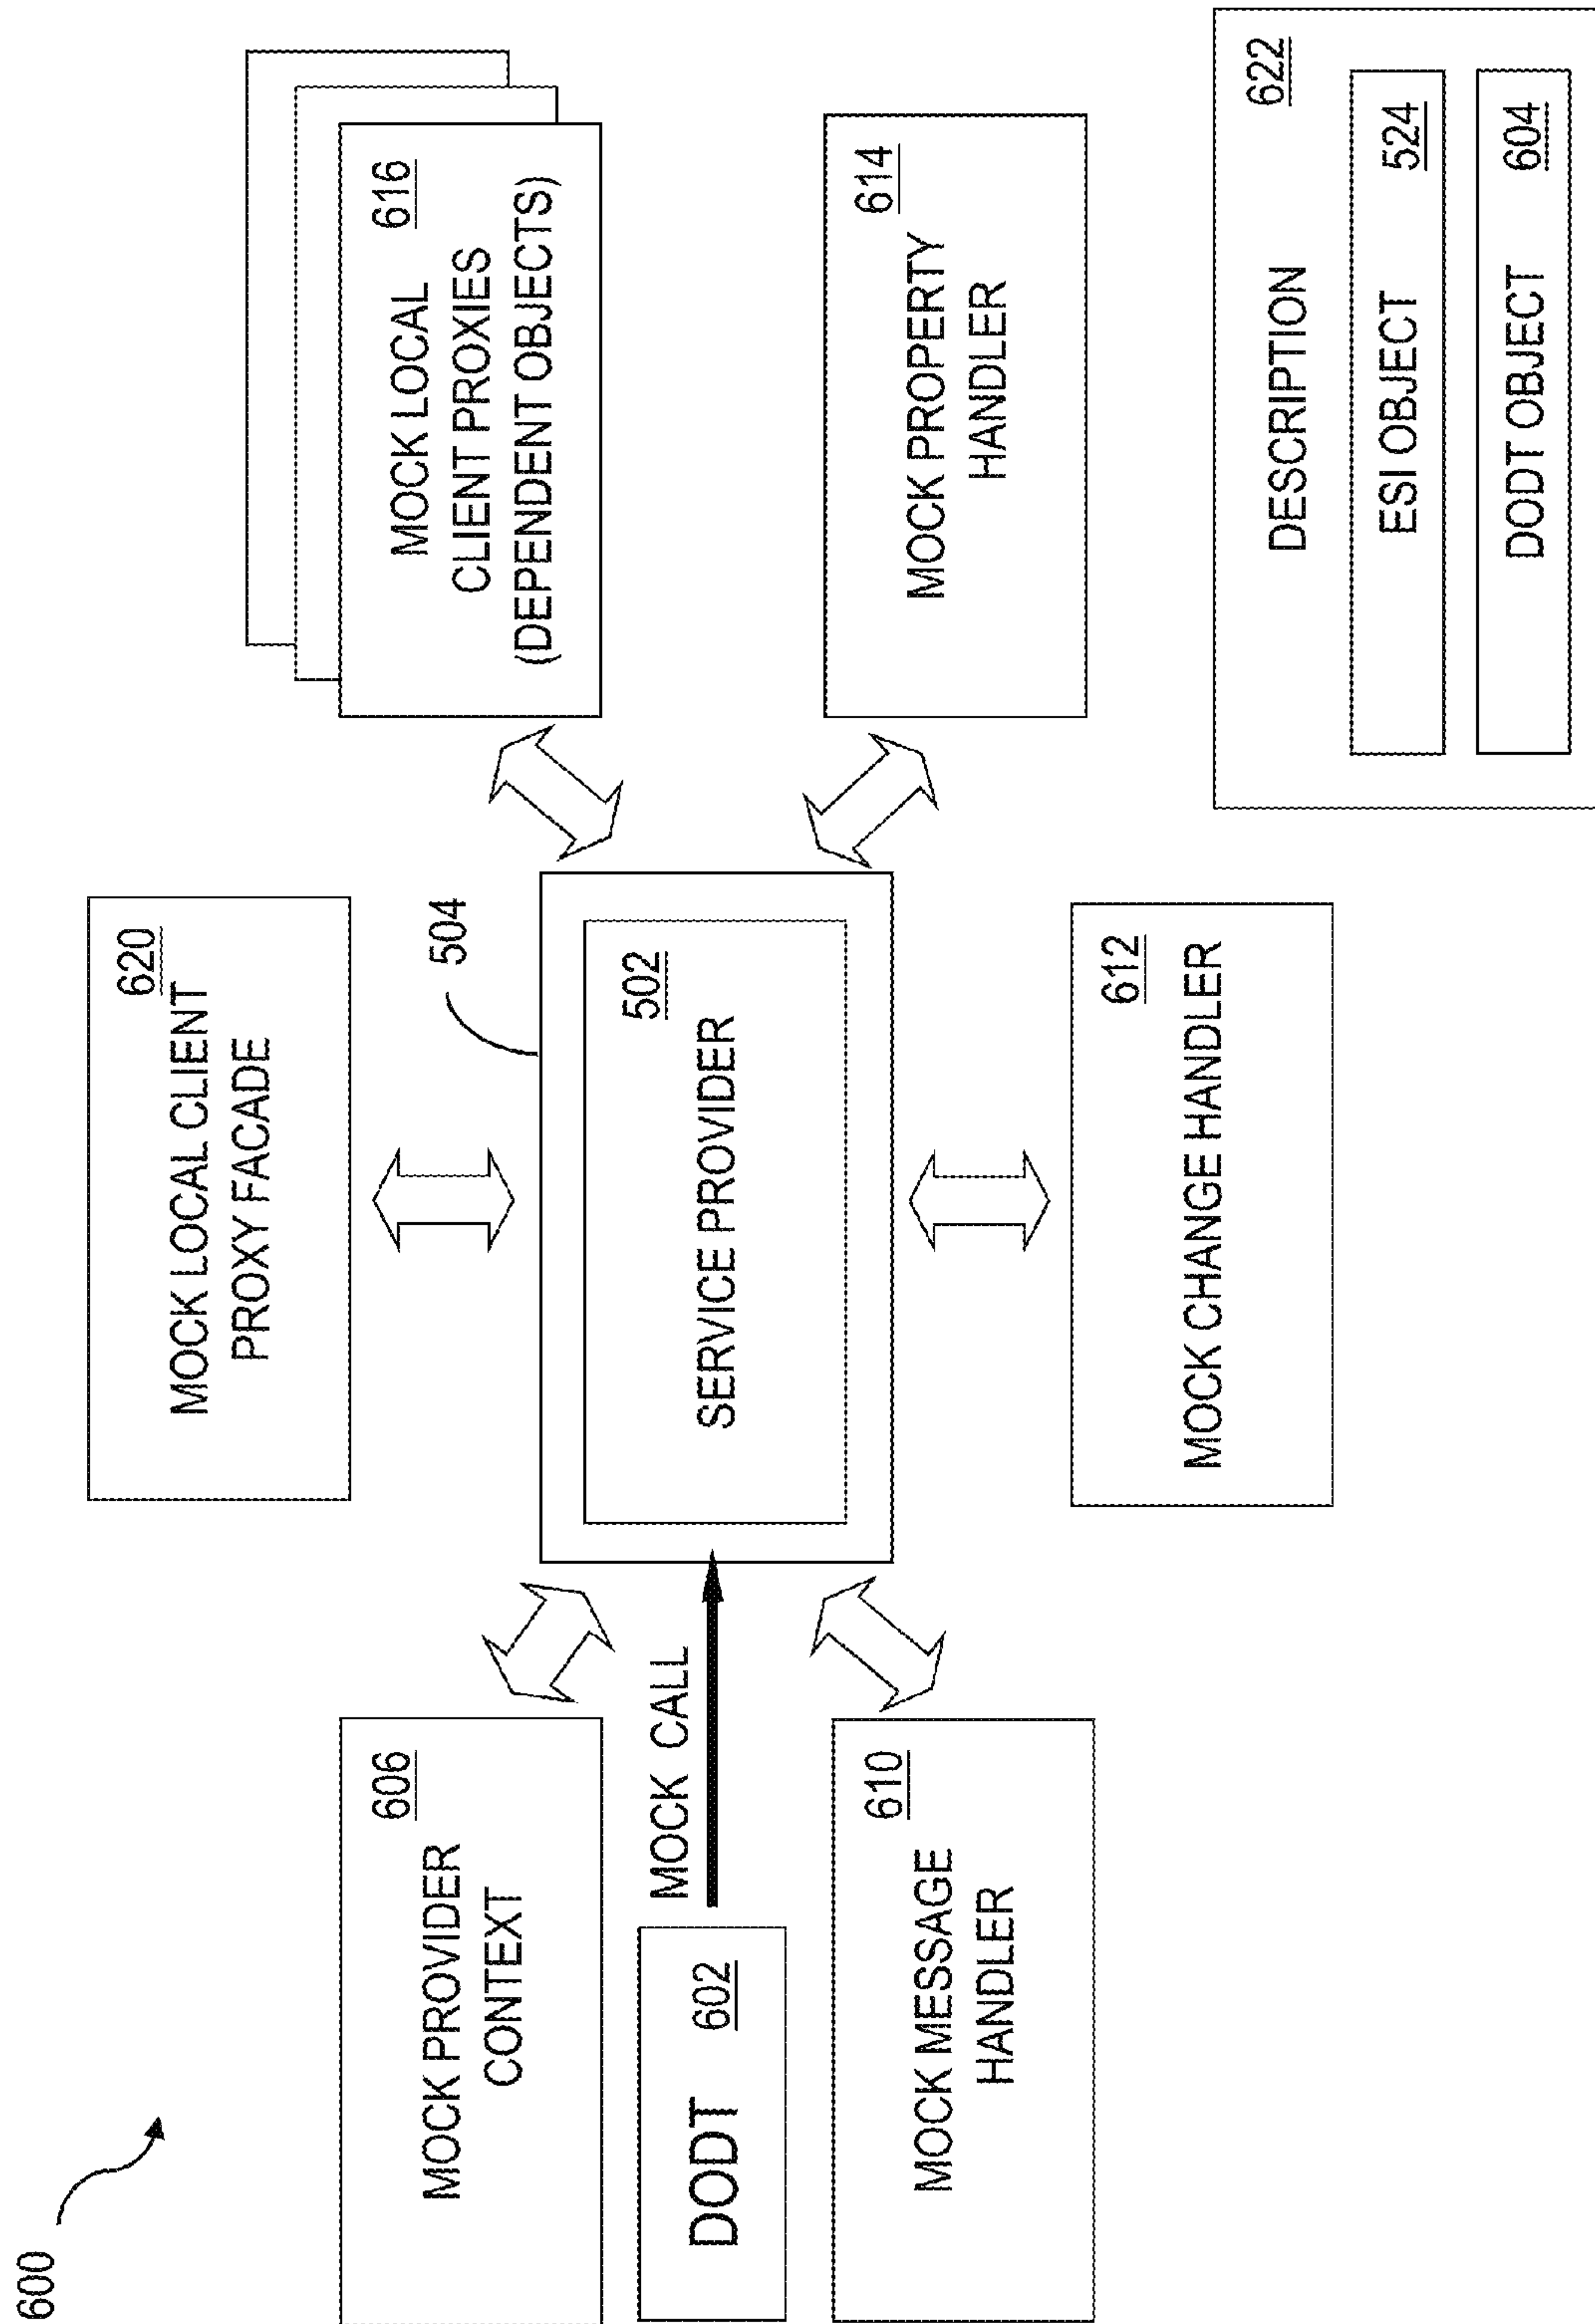 600
620
MOCK LOCAL CLIENT
PROXY FACADE
606
MOCK PROVIDER
CONTEXT
616
MOCK LOCAL
CLIENT PROXIES
(DEPENDENT OBJECTS)
504
502
SERVICE PROVIDER
DODT 602
MOCK CALL
610
MOCK MESSAGE
HANDLER
612
MOCK CHANGE HANDLER
614
MOCK PROPERTY
HANDLER
622
DESCRIPTION
ESI OBJECT 524
DODT OBJECT 604